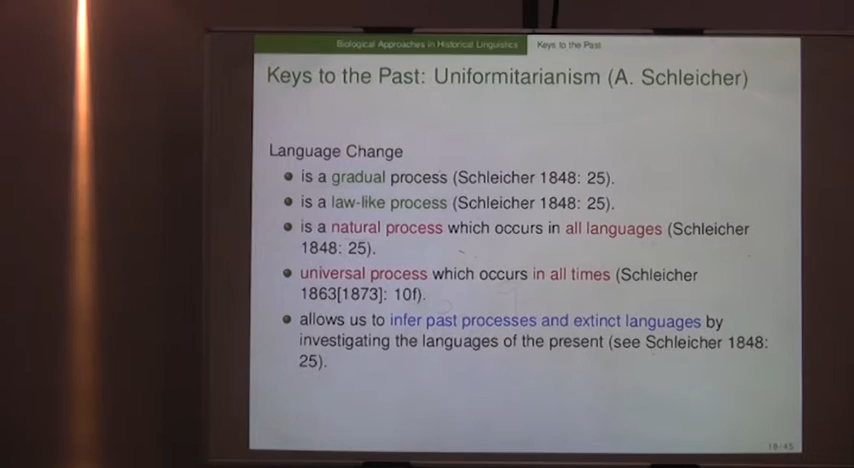 Biological Approaches in Historical Linguistics Keys to the Past
Keys to the Past: Uniformitarianism (A. Schleicher)
Language Change
is a gradual process (Schleicher 1848: 25).
is a law-like process (Schleicher 1848: 25).
is a natural process which occurs in all languages (Schleicher
1848: 25).
universal process which occurs in all times (Schleicher
1863[1873]: 10f).
allows us to infer past processes and extinct languages by
investigating the languages of the present (see Schleicher 1848:
25).
18/45